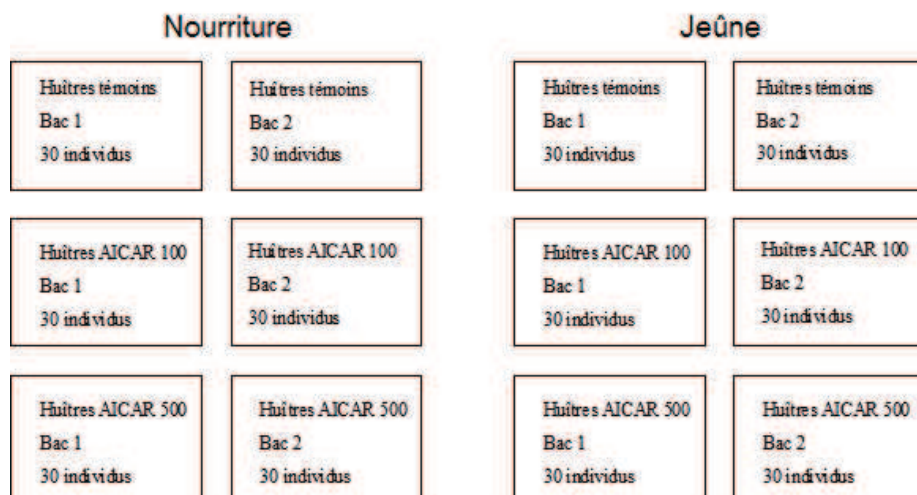 Nourriture
Jeûne
Huîtres témoins
Bac 1
30 individus
Huîtres témoins
Bac 2
30 individus
Huîtres témoins
Bac 1
30 individus
Huîtres témoins
Bac 2
30 individus
Huîtres AICAR 100
Bac 1
30 individus
Huîtres AICAR 100
Bac 2
30 individus
Huîtres AICAR 100
Bac 1
30 individus
Huîtres AICAR 100
Bac 2
30 individus
Huîtres AICAR 500
Bac 1
30 individus
Huîtres AICAR 500
Bac 2
30 individus
Huîtres AICAR 500
Bac 1
30 individus
Huîtres AICAR 500
Bac 2
30 individus